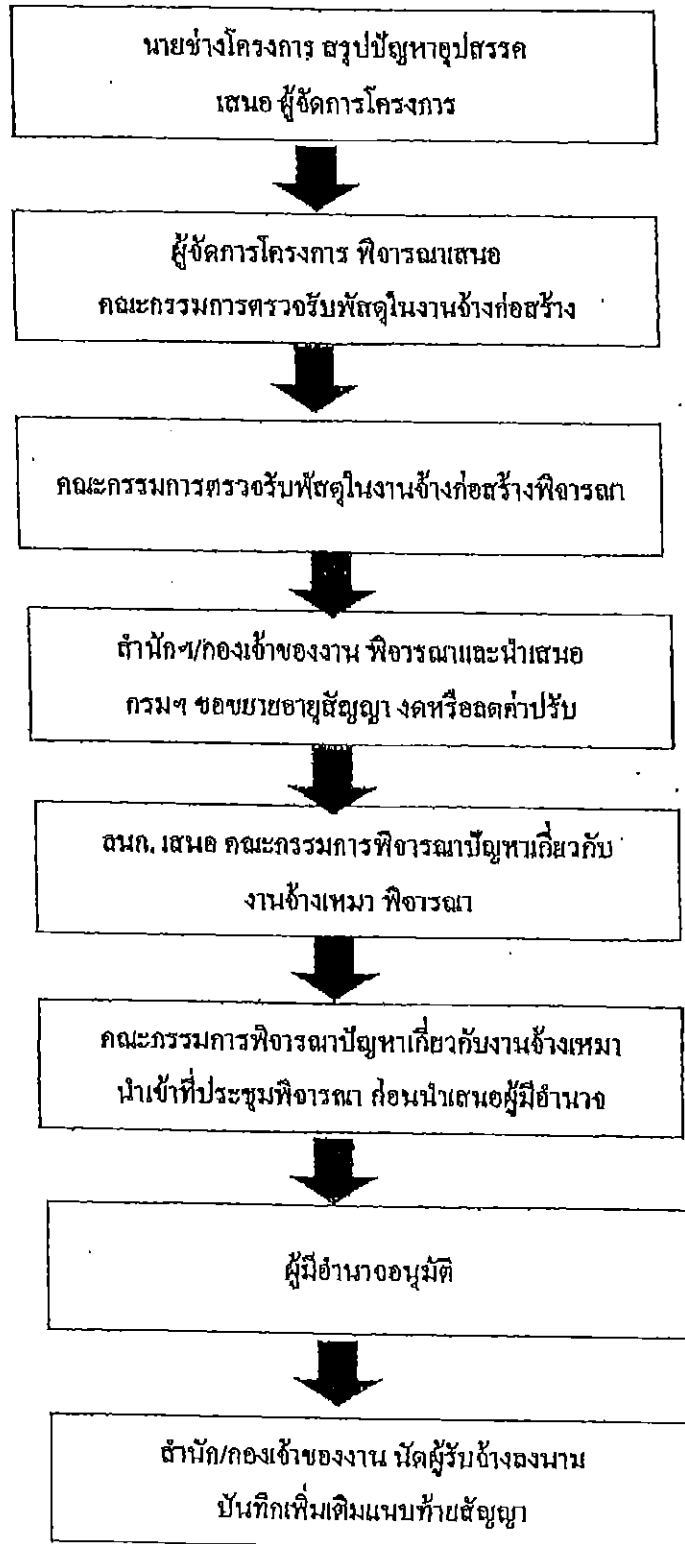 นายช่างโครงการ สรุปปัญหาอุปสรรค
เสนอ ผู้จัดการโครงการ
ผู้จัดการโครงการ พิจารณาเสนอ
คณะกรรมการตรวจรับพัสดุในงานจ้างก่อสร้าง
คณะกรรมการตรวจรับพัสดุในงานจ้างก่อสร้างพิจารณา
สำนักฯ/กองเจ้าของงาน พิจารณาและนำเสนอ
กรมฯ ขอขยายอายุสัญญา งดหรือลดค่าปรับ
ลนก. เสนอ คณะกรรมการพิจารณาปัญหาเกี่ยวกับ
งานจ้างเหมา พิจารณา
คณะกรรมการพิจารณาปัญหาเกี่ยวกับงานจ้างเหมา
นำเข้าที่ประชุมพิจารณา ก่อนนำเสนอผู้มีอำนาจ
ผู้มีอำนาจอนุมัติ
สำนัก/กองเจ้าของงาน นัดผู้รับจ้างลงนาม
บันทึกเพิ่มเติมแนบท้ายสัญญา